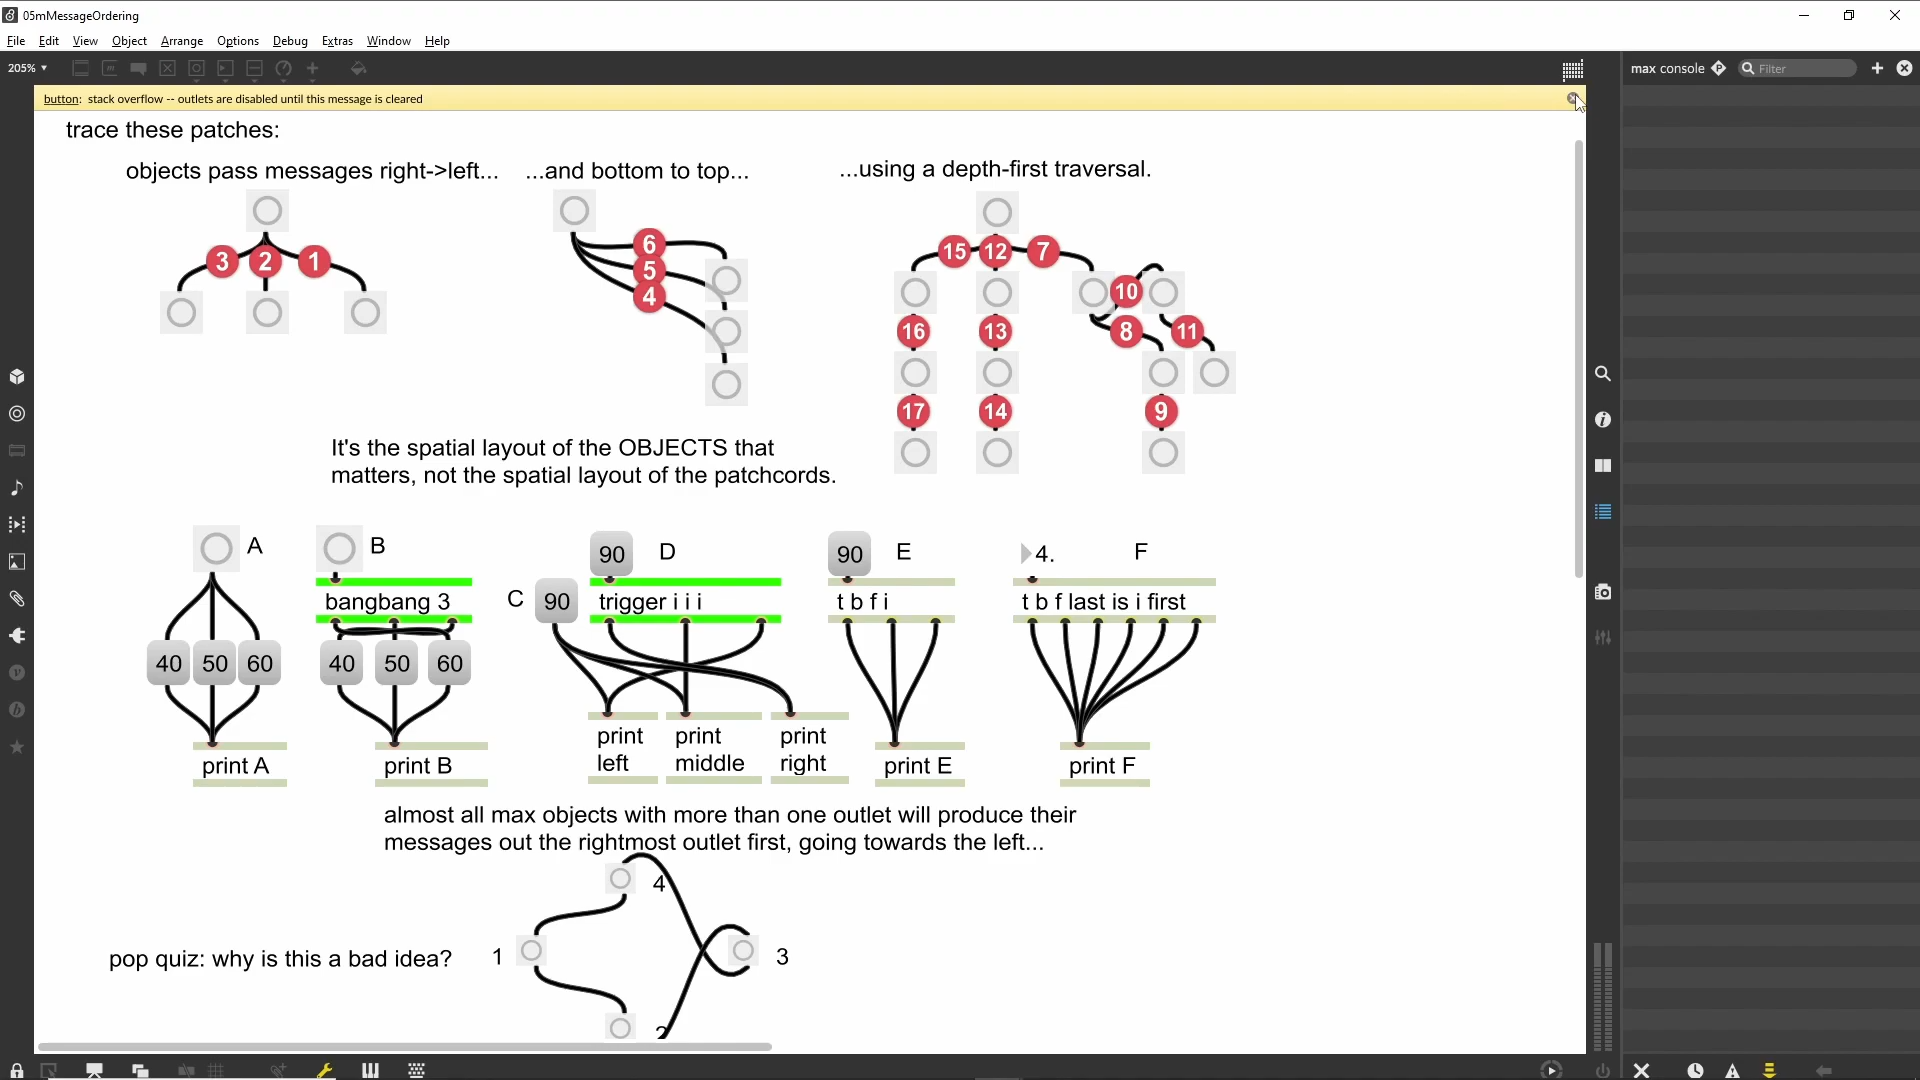 05mMessageOrdering
File Edit View Object Arrange Options Debug Extras Window Help
205%
max console
Filter
button: stack overflow -- outlets are disabled until this message is cleared
trace these patches:
objects pass messages right->left...
...and bottom to top...
...using a depth-first traversal.
3 2 1
6
5
4
15 12 7
10
16 13 8 11
17 14 9
It's the spatial layout of the OBJECTS that
matters, not the spatial layout of the patchcords.
A
40 50 60
print A
B
bangbang 3
40 50 60
print B
C 90
90 D
trigger i i i
print
left
print
middle
print
right
90 E
t b f i
print E
4. F
t b f last is i first
print F
almost all max objects with more than one outlet will produce their
messages out the rightmost outlet first, going towards the left...
pop quiz: why is this a bad idea?
4
1
3
2